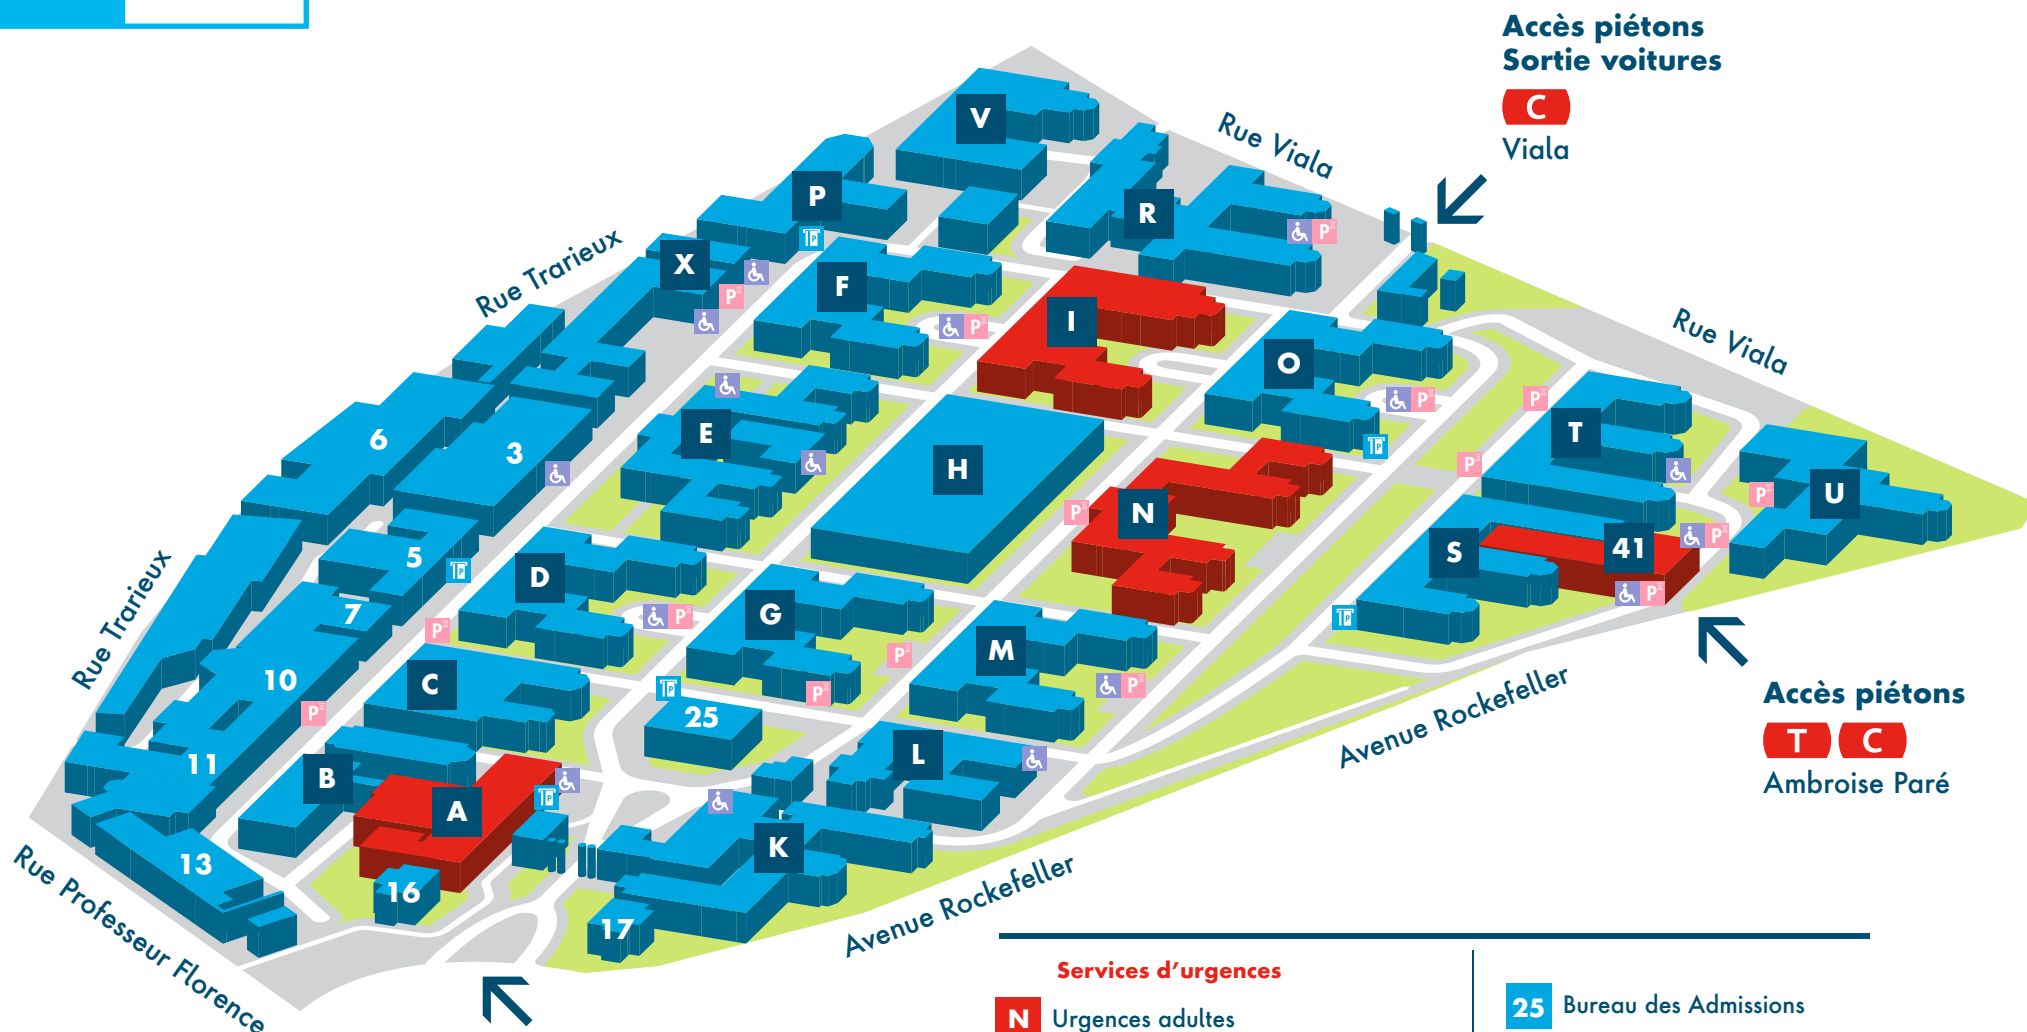 Accès piétons
Sortie voitures
C
Viala
Rue Viala
V
P
R
Rue Trarieux
X
F
I
O
Rue Viala
6
3
E
H
T
U
N
S
41
5
D
7
G
M
Rue Trarieux
10
C
25
Avenue Rockefeller
Accès piétons
T C
Ambroise Paré
11
B
A
L
K
13
16
17
Rue Professeur Florence
Avenue Rockefeller
Services d'urgences
N Urgences adultes
25 Bureau des Admissions